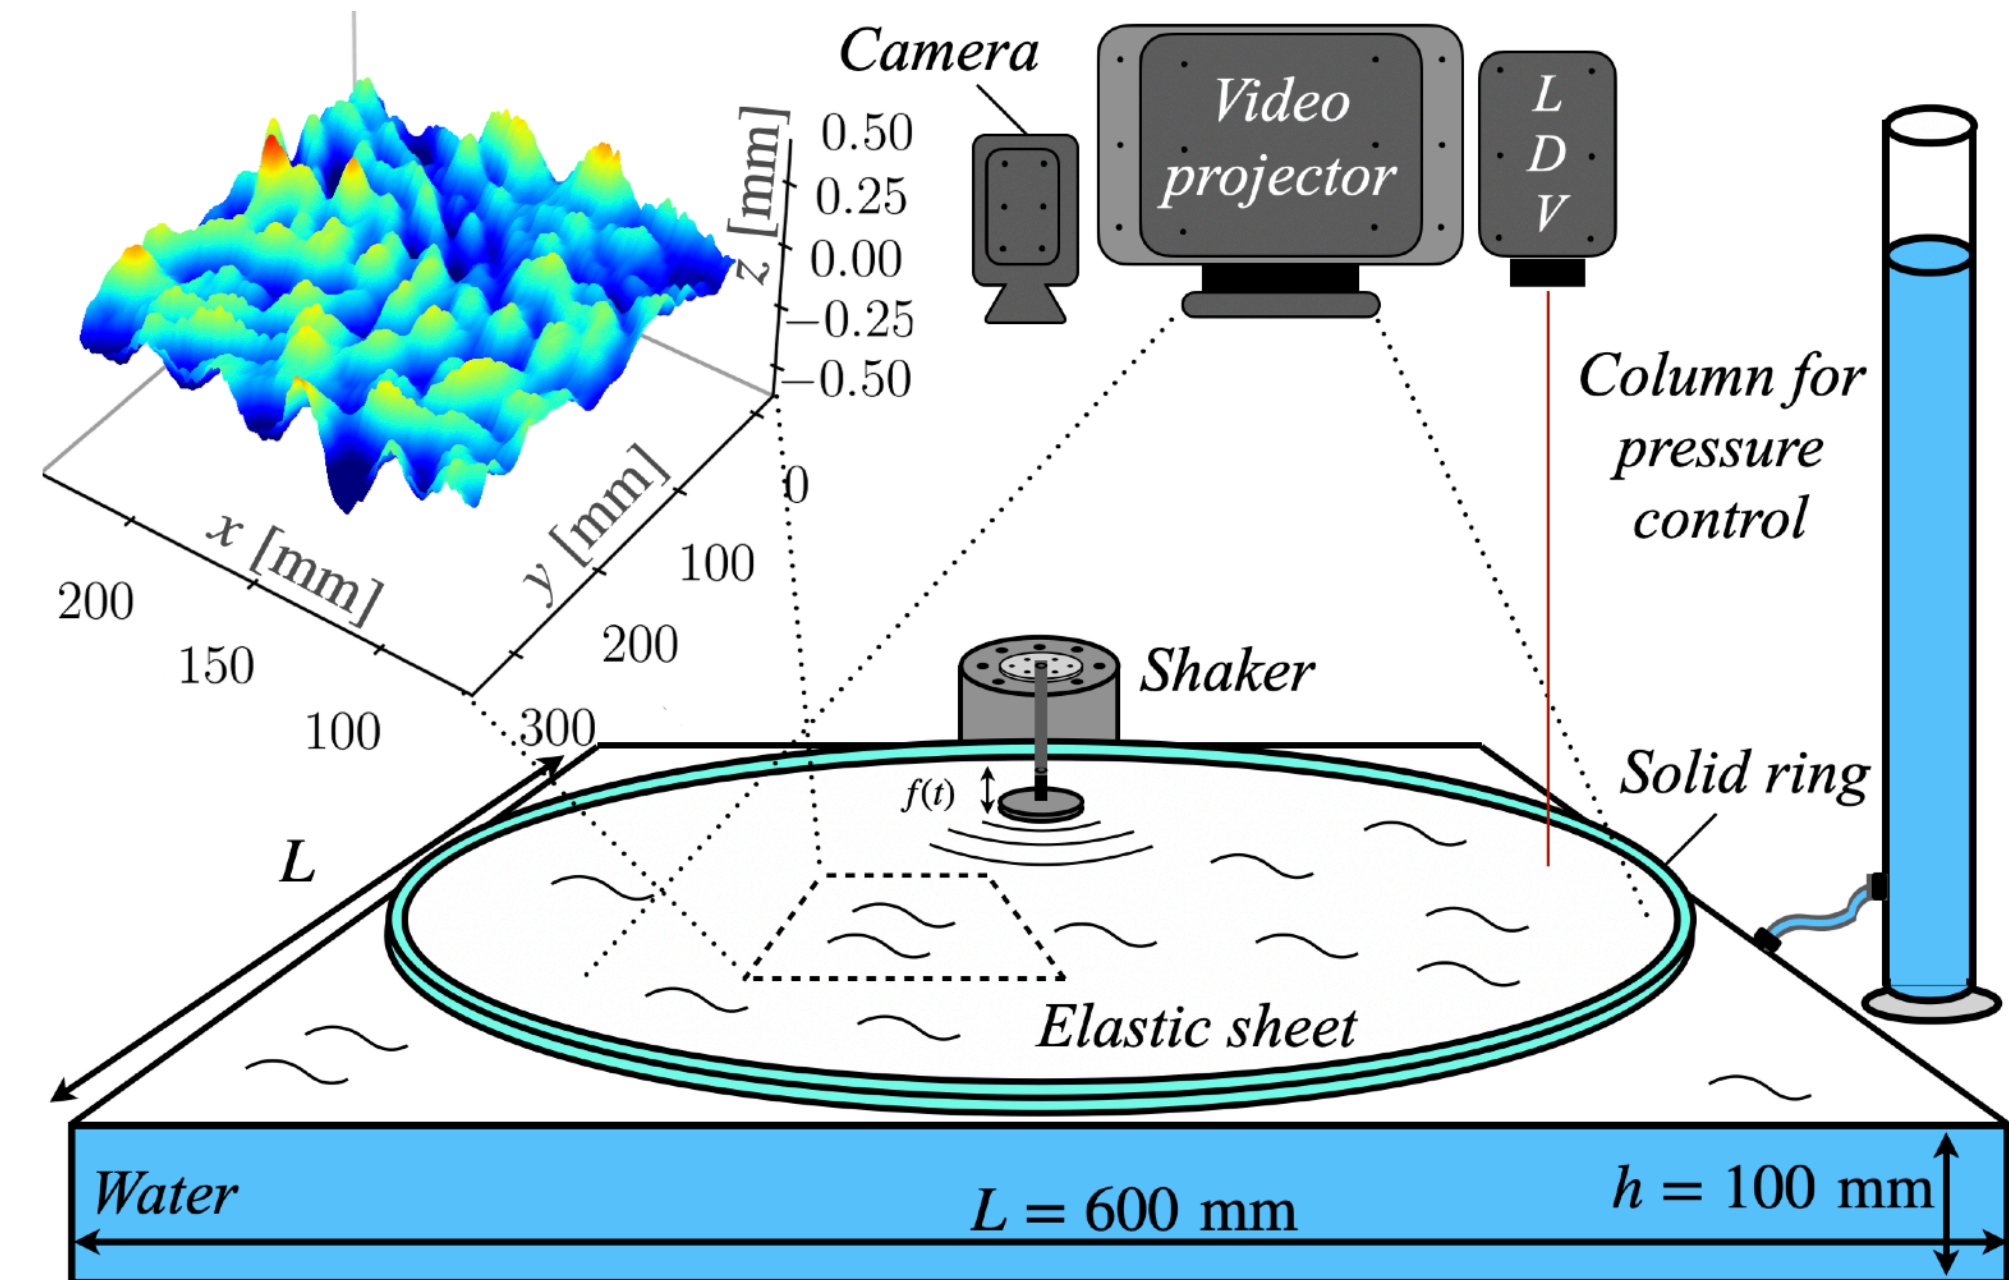 Camera
Video
projector
L
D
V
z [mm]
0.50
0.25
0.00
−0.25
−0.50
Column for
pressure
control
x [mm]
200
150
100
y [mm]
0
100
200
300
Shaker
f(t)
Solid ring
L
Elastic sheet
Water
L = 600 mm
h = 100 mm